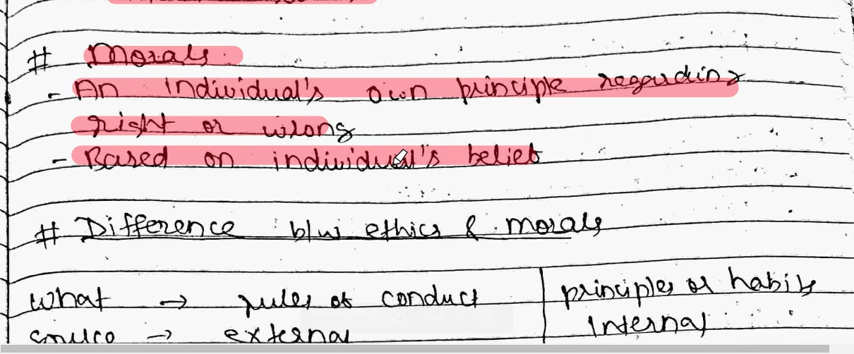 # Morals
- An individual's own principle regarding
right or wrong
- Based on individual's belief
# Difference b/w ethics & morals
what → rules of conduct | principles or habits
→ external | Internal